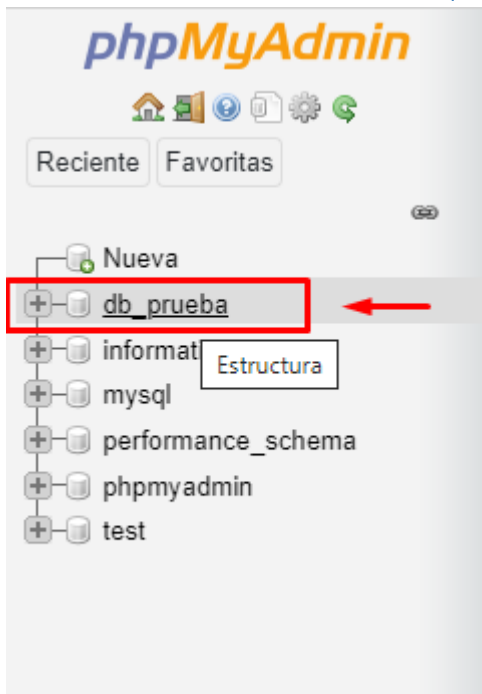 phpMyAdmin
Reciente Favoritas
Nueva
db_prueba
informat
Estructura
mysql
performance_schema
phpmyadmin
test